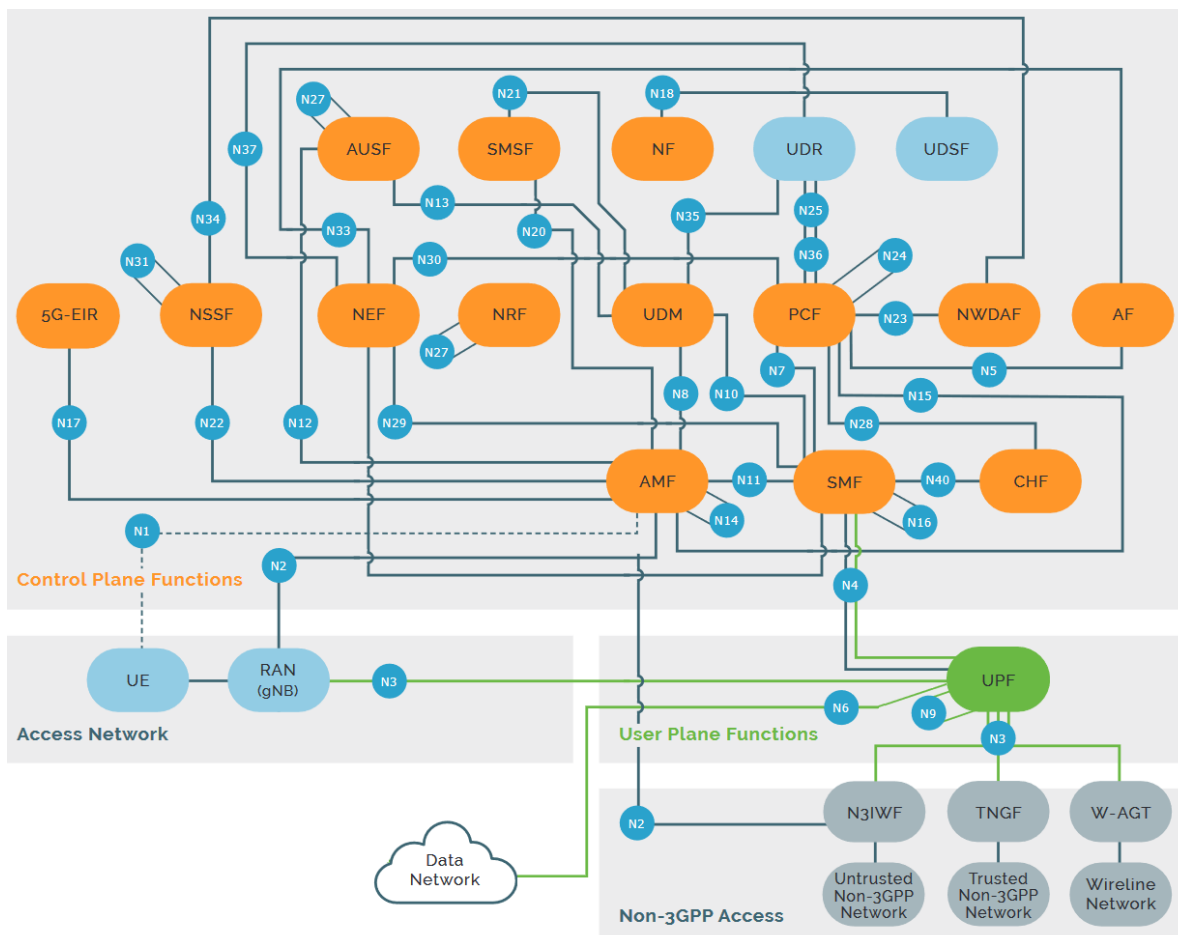 N27
N21
N18
N37
AUSF
SMSF
NF
UDR
UDSF
N13
N34
N33
N20
N35
N25
N31
N30
N36
N24
5G-EIR
NSSF
NEF
NRF
UDM
PCF
N23
NWDAF
AF
N27
N7
N5
N8
N10
N15
N17
N22
N12
N29
N28
AMF
N11
SMF
N40
CHF
N14
N16
N1
N2
N4
Control Plane Functions
UE
RAN
(gNB)
N3
UPF
N6
N9
Access Network
User Plane Functions
N3
N2
N3IWF
TNGF
W-AGT
Data
Network
Untrusted
Non-3GPP
Network
Trusted
Non-3GPP
Network
Wireline
Network
Non-3GPP Access